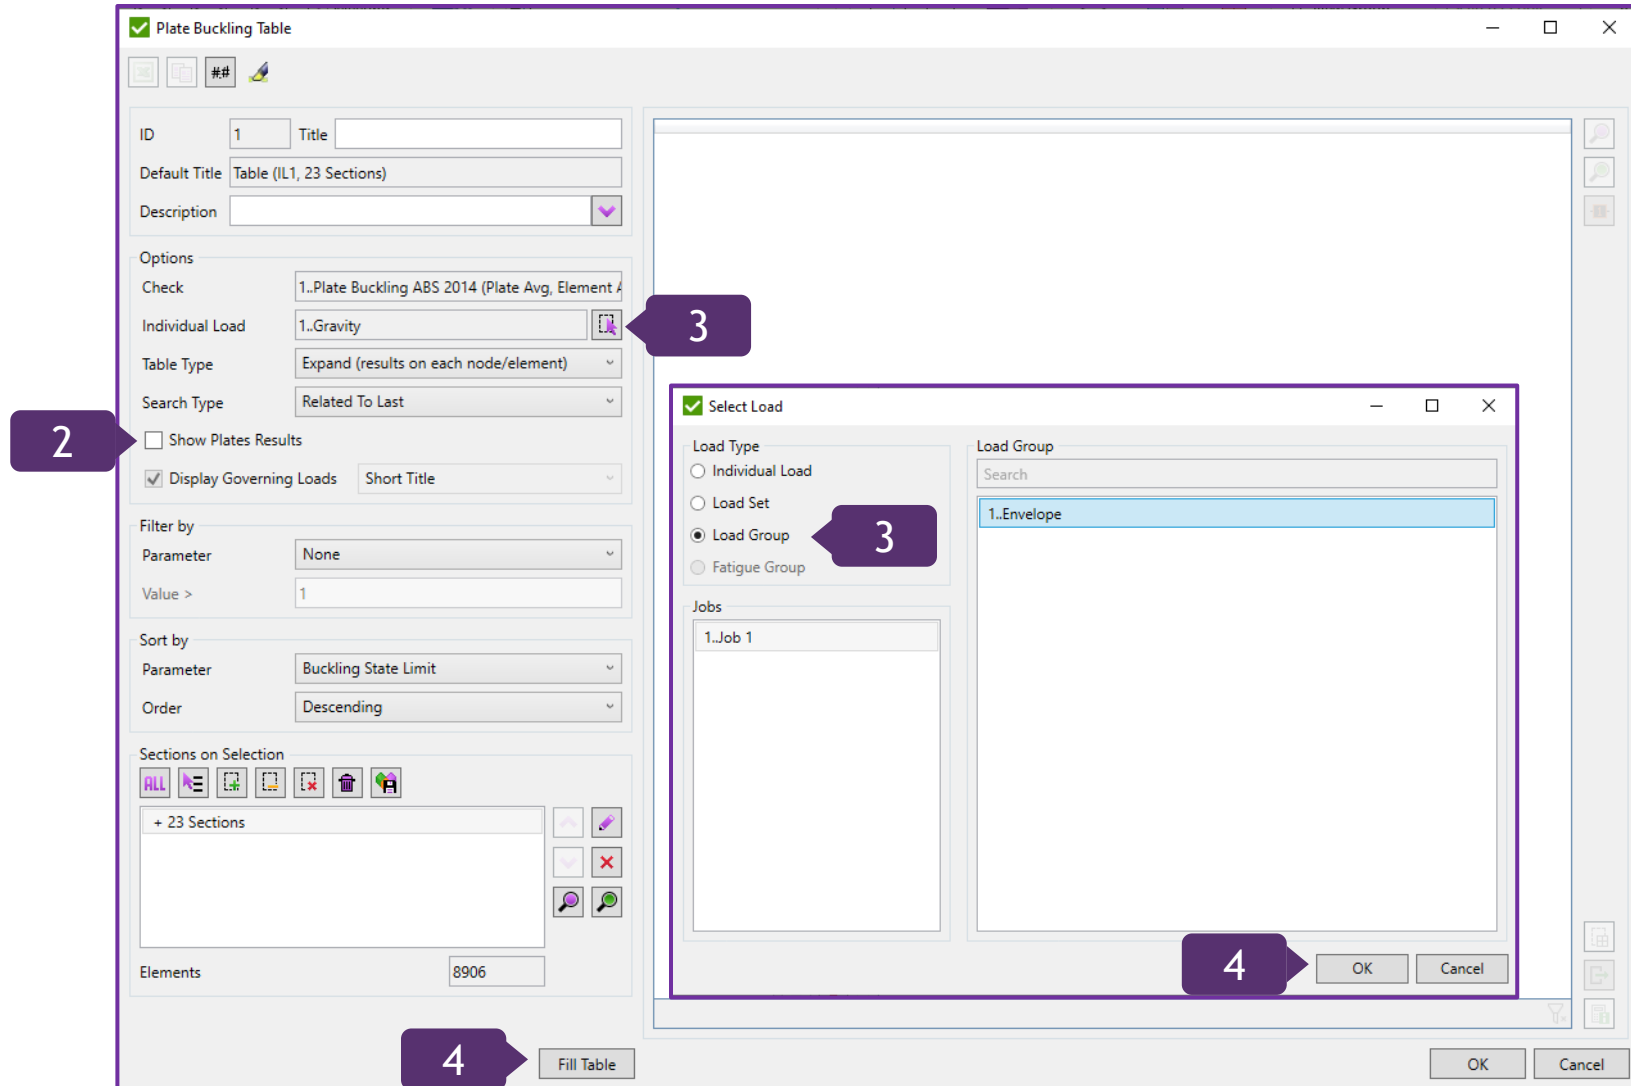 Plate Buckling Table
##
ID 1 Title
Default Title Table (IL1, 23 Sections)
Description
Options
Check 1..Plate Buckling ABS 2014 (Plate Avg, Element A
Individual Load 1..Gravity
3
Table Type Expand (results on each node/element)
Search Type Related To Last
2
Show Plates Results
Display Governing Loads Short Title
Filter by
Parameter None
Value > 1
Sort by
Parameter Buckling State Limit
Order Descending
Sections on Selection
ALL
+ 23 Sections
Elements 8906
4
Fill Table
OK Cancel
Select Load
Load Type
Individual Load
Load Set
Load Group
3
Fatigue Group
Jobs
1..Job 1
Load Group
Search
1..Envelope
4
OK Cancel